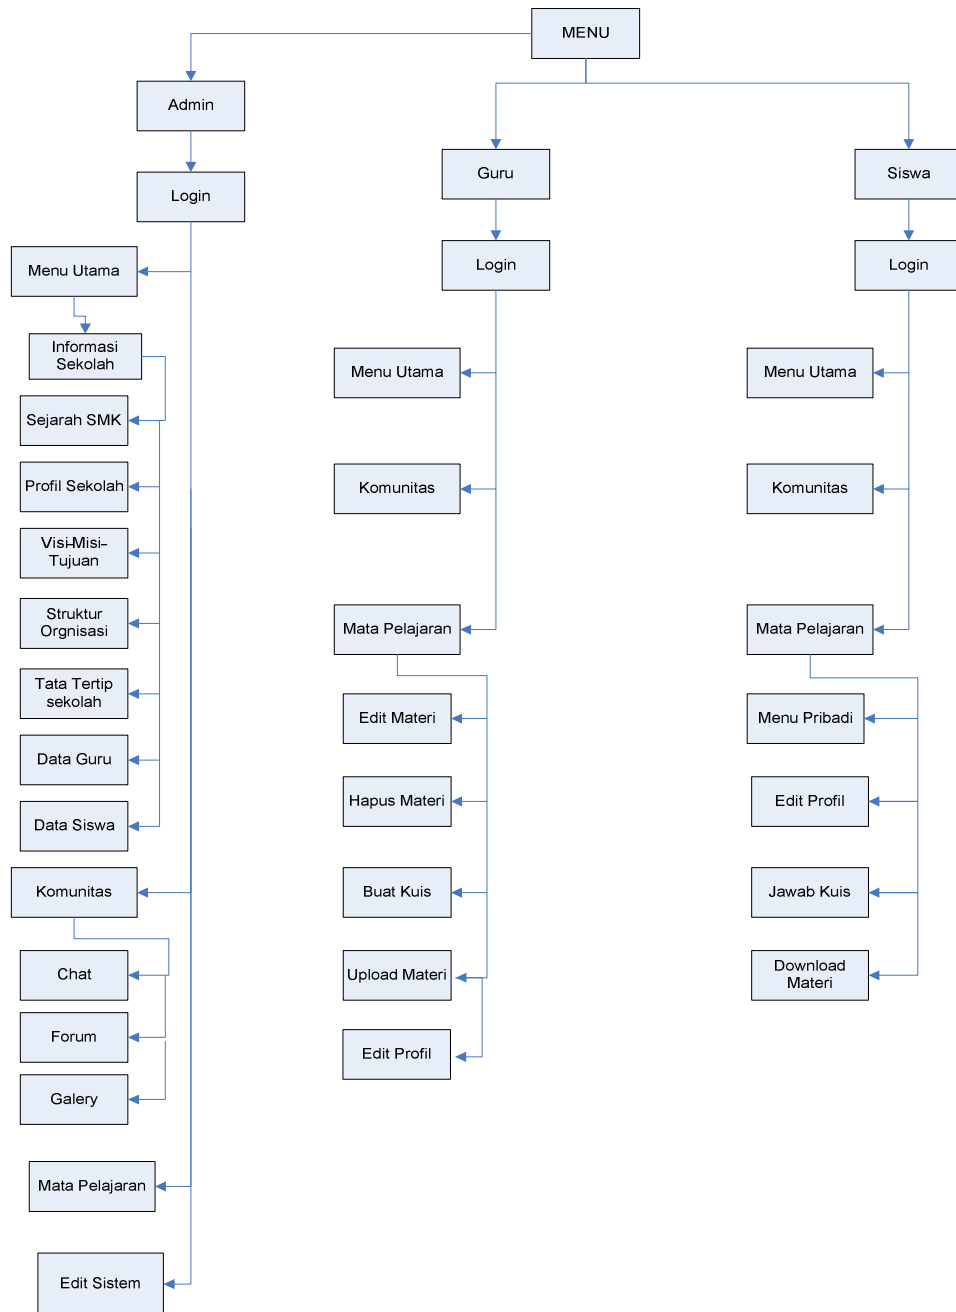 MENU
Admin
Login
Menu Utama
Informasi
Sekolah
Sejarah SMK
Profil Sekolah
Visi-Misi-
Tujuan
Struktur
Orgnisasi
Tata Tertip
sekolah
Data Guru
Data Siswa
Komunitas
Chat
Forum
Galery
Mata Pelajaran
Edit Sistem
Guru
Login
Menu Utama
Komunitas
Mata Pelajaran
Edit Materi
Hapus Materi
Buat Kuis
Upload Materi
Edit Profil
Siswa
Login
Menu Utama
Komunitas
Mata Pelajaran
Menu Pribadi
Edit Profil
Jawab Kuis
Download
Materi